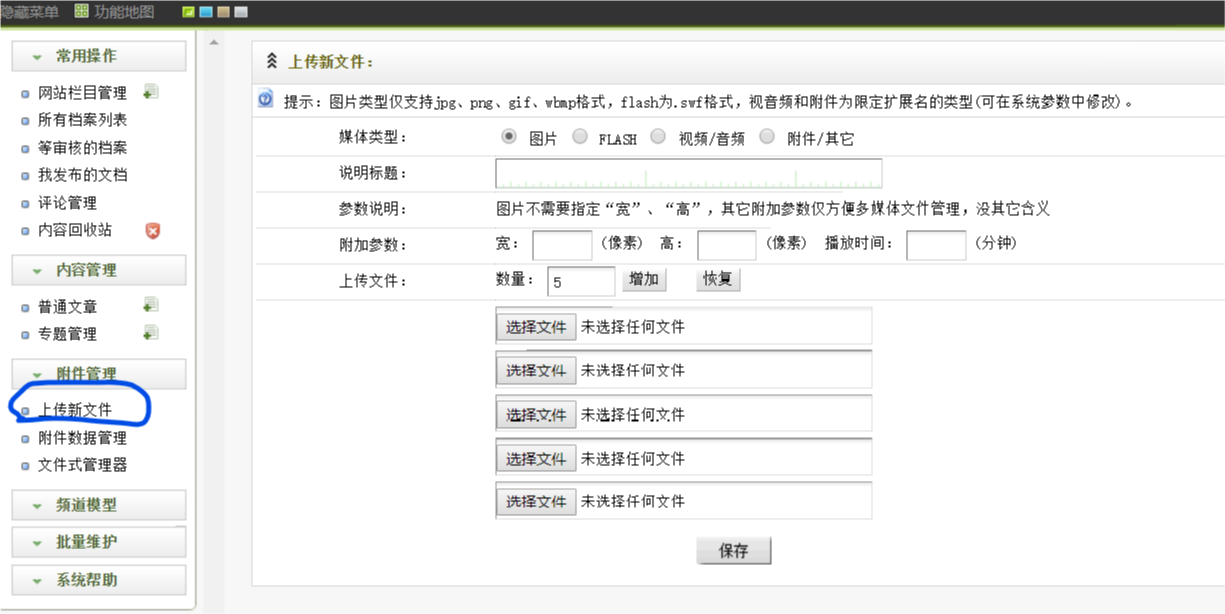 隐藏菜单 功能地图
常用操作
网站栏目管理
所有档案列表
等审核的档案
我发布的文档
评论管理
内容回收站
内容管理
普通文章
专题管理
附件管理
上传新文件
附件数据管理
文件式管理器
频道模型
批量维护
系统帮助
上传新文件：
提示：图片类型仅支持jpg、png、gif、wbmp格式，flash为.swf格式，视音频和附件为限定扩展名的类型(可在系统参数中修改)。
媒体类型： 图片 FLASH 视频/音频 附件/其它
说明标题：
参数说明： 图片不需要指定“宽”、“高”，其它附加参数仅方便多媒体文件管理，没其它含义
附加参数： 宽： (像素) 高： (像素) 播放时间： (分钟)
上传文件： 数量： 5 增加 恢复
选择文件 未选择任何文件
选择文件 未选择任何文件
选择文件 未选择任何文件
选择文件 未选择任何文件
选择文件 未选择任何文件
保存